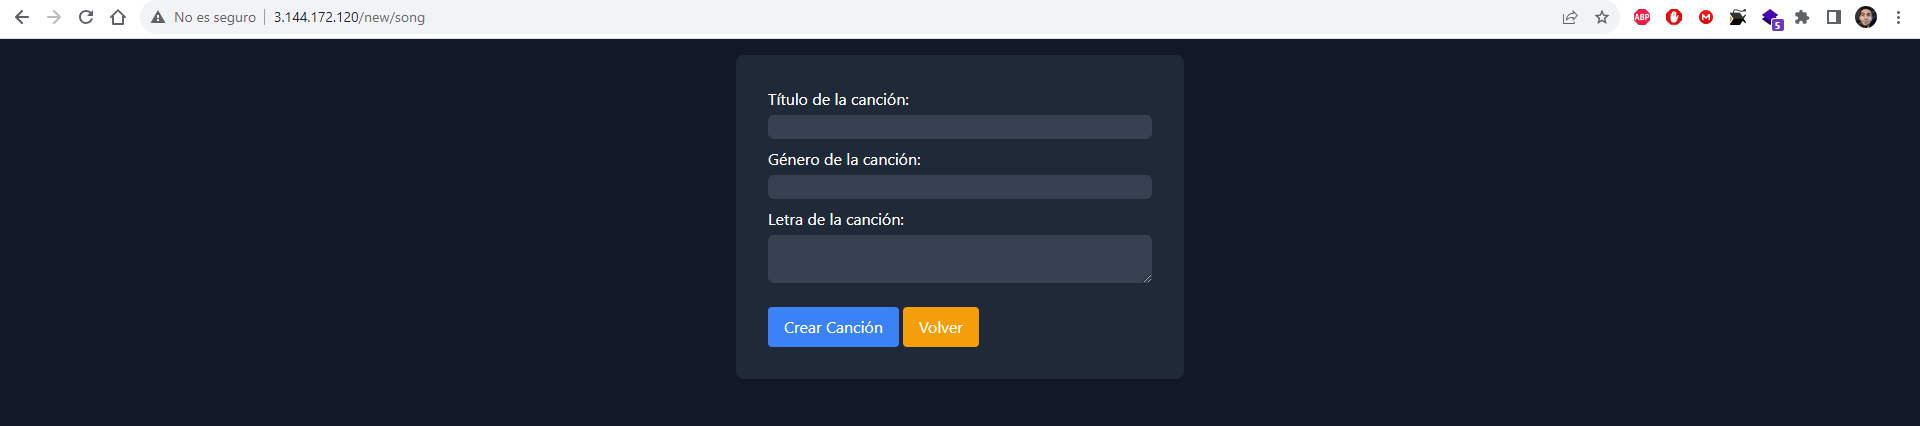 No es seguro 3.144.172.120/new/song
ABP
M
5
Título de la canción:
Género de la canción:
Letra de la canción:
Crear Canción Volver